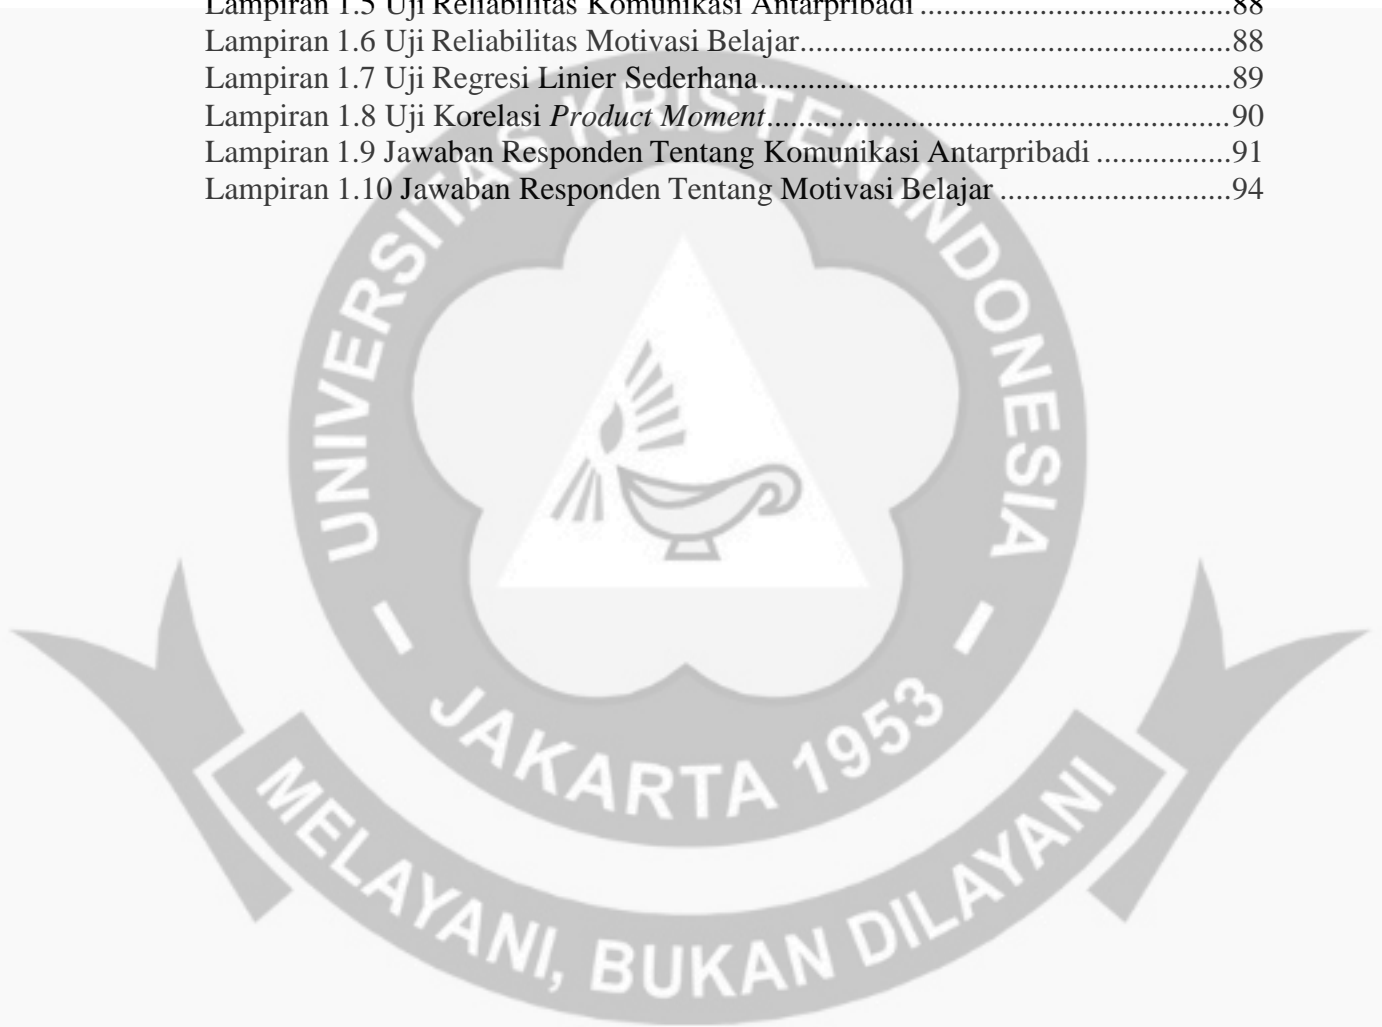 Lampiran 1.5 Uji Reliabilitas Komunikasi Antarpribadi.......................................88
Lampiran 1.6 Uji Reliabilitas Motivasi Belajar......................................................88
Lampiran 1.7 Uji Regresi Linier Sederhana...........................................................89
Lampiran 1.8 Uji Korelasi Product Moment..........................................................90
Lampiran 1.9 Jawaban Responden Tentang Komunikasi Antarpribadi .................91
Lampiran 1.10 Jawaban Responden Tentang Motivasi Belajar .............................94
UNIVERSITAS KRISTEN INDONESIA
JAKARTA 1953
MELAYANI, BUKAN DILAYANI